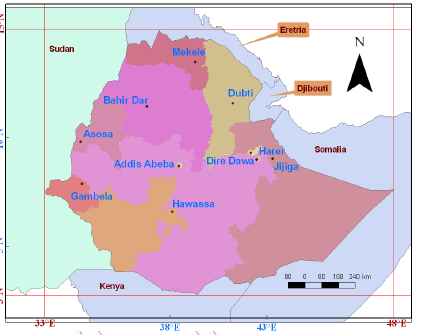 Eretria
N
Sudan
Mekele
Dubti
Djibouti
Bahir Dar
Asosa
Harer
Somalia
Addis Abeba
Dire Dawa
Jijiga
Gambela
Hawassa
Kenya
80 0 80 160 240 km
33°E
38°E
43°E
48°E